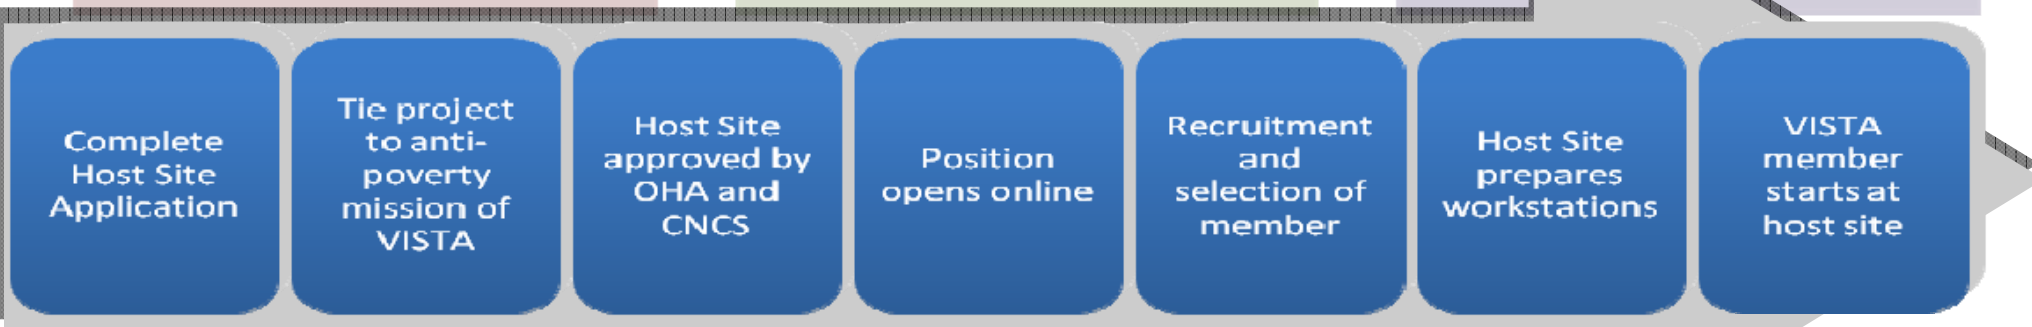 Complete
Host Site
Application
Tie project
to anti-
poverty
mission of
VISTA
Host Site
approved by
OHA and
CNCS
Position
opens online
Recruitment
and
selection of
member
Host Site
prepares
workstations
VISTA
member
starts at
host site